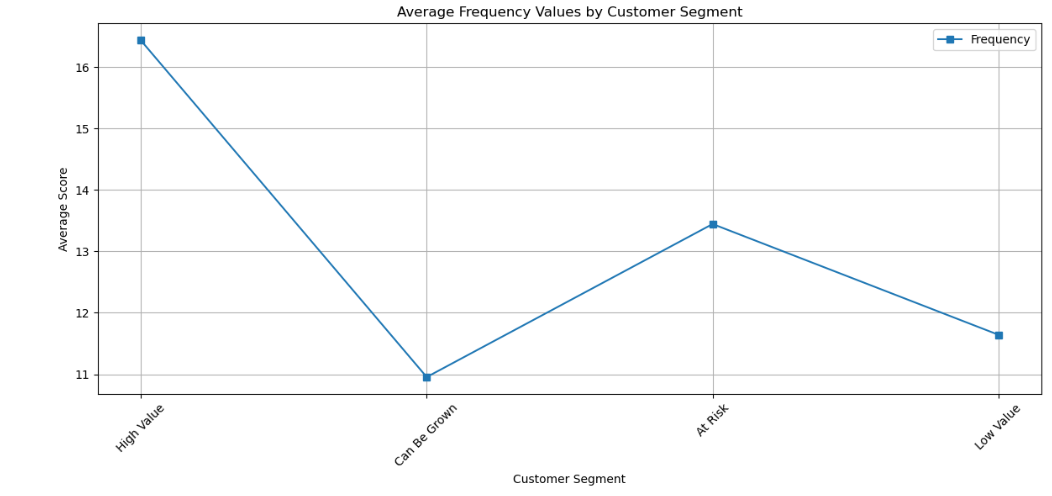 Average Frequency Values by Customer Segment
Frequency
16
15
14
13
12
11
Average Score
High Value
Can Be Grown
At Risk
Low Value
Customer Segment